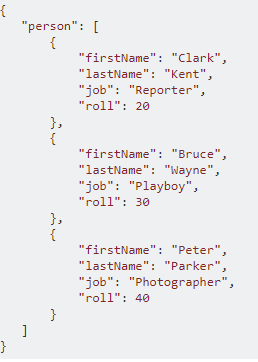 {
    "person": [
        {
            "firstName": "Clark",
            "lastName": "Kent",
            "job": "Reporter",
            "roll": 20
        },
        {
            "firstName": "Bruce",
            "lastName": "Wayne",
            "job": "Playboy",
            "roll": 30
        },
        {
            "firstName": "Peter",
            "lastName": "Parker",
            "job": "Photographer",
            "roll": 40
        }
    ]
}